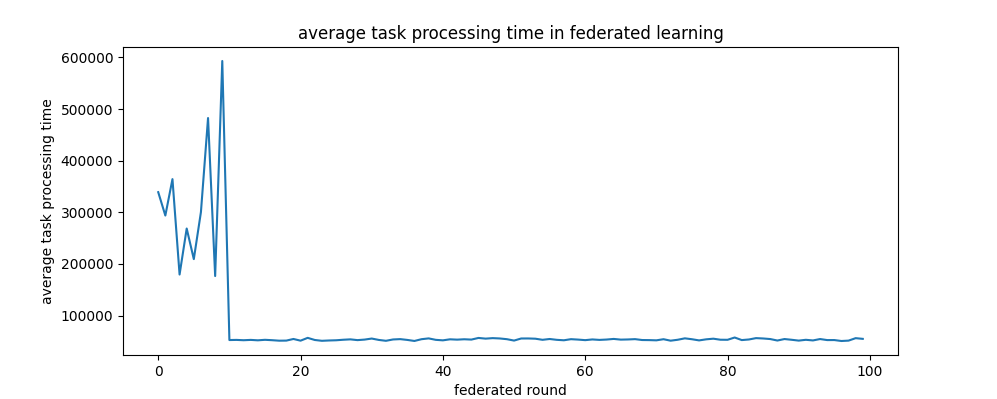 average task processing time in federated learning
600000
500000
400000
300000
200000
100000
average task processing time
0 20 40 60 80 100
federated round